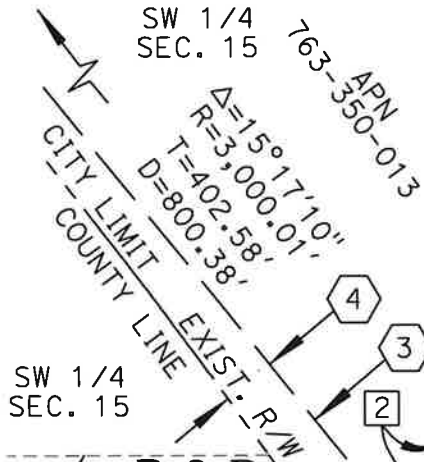 SW 1/4
SEC. 15
APN
763-350-013
Δ=15°17'10"
R=3,000.01'
T=402.58'
D=800.38'
CITY LIMIT
COUNTY LINE
EXIST. R/W
4
3
2
SW 1/4
SEC. 15